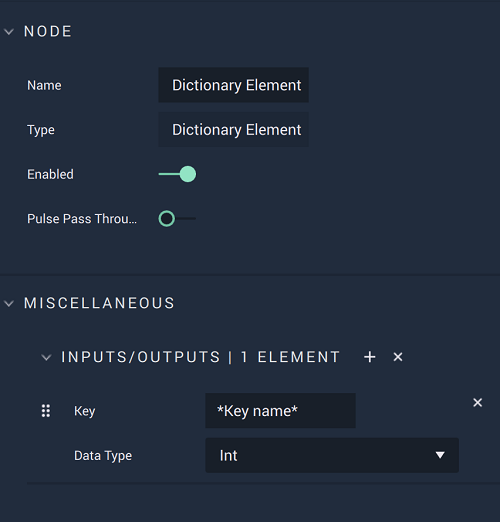 NODE
Name Dictionary Element
Type Dictionary Element
Enabled
Pulse Pass Throu...
MISCELLANEOUS
INPUTS/OUTPUTS | 1 ELEMENT + ×
Key *Key name* ×
Data Type Int